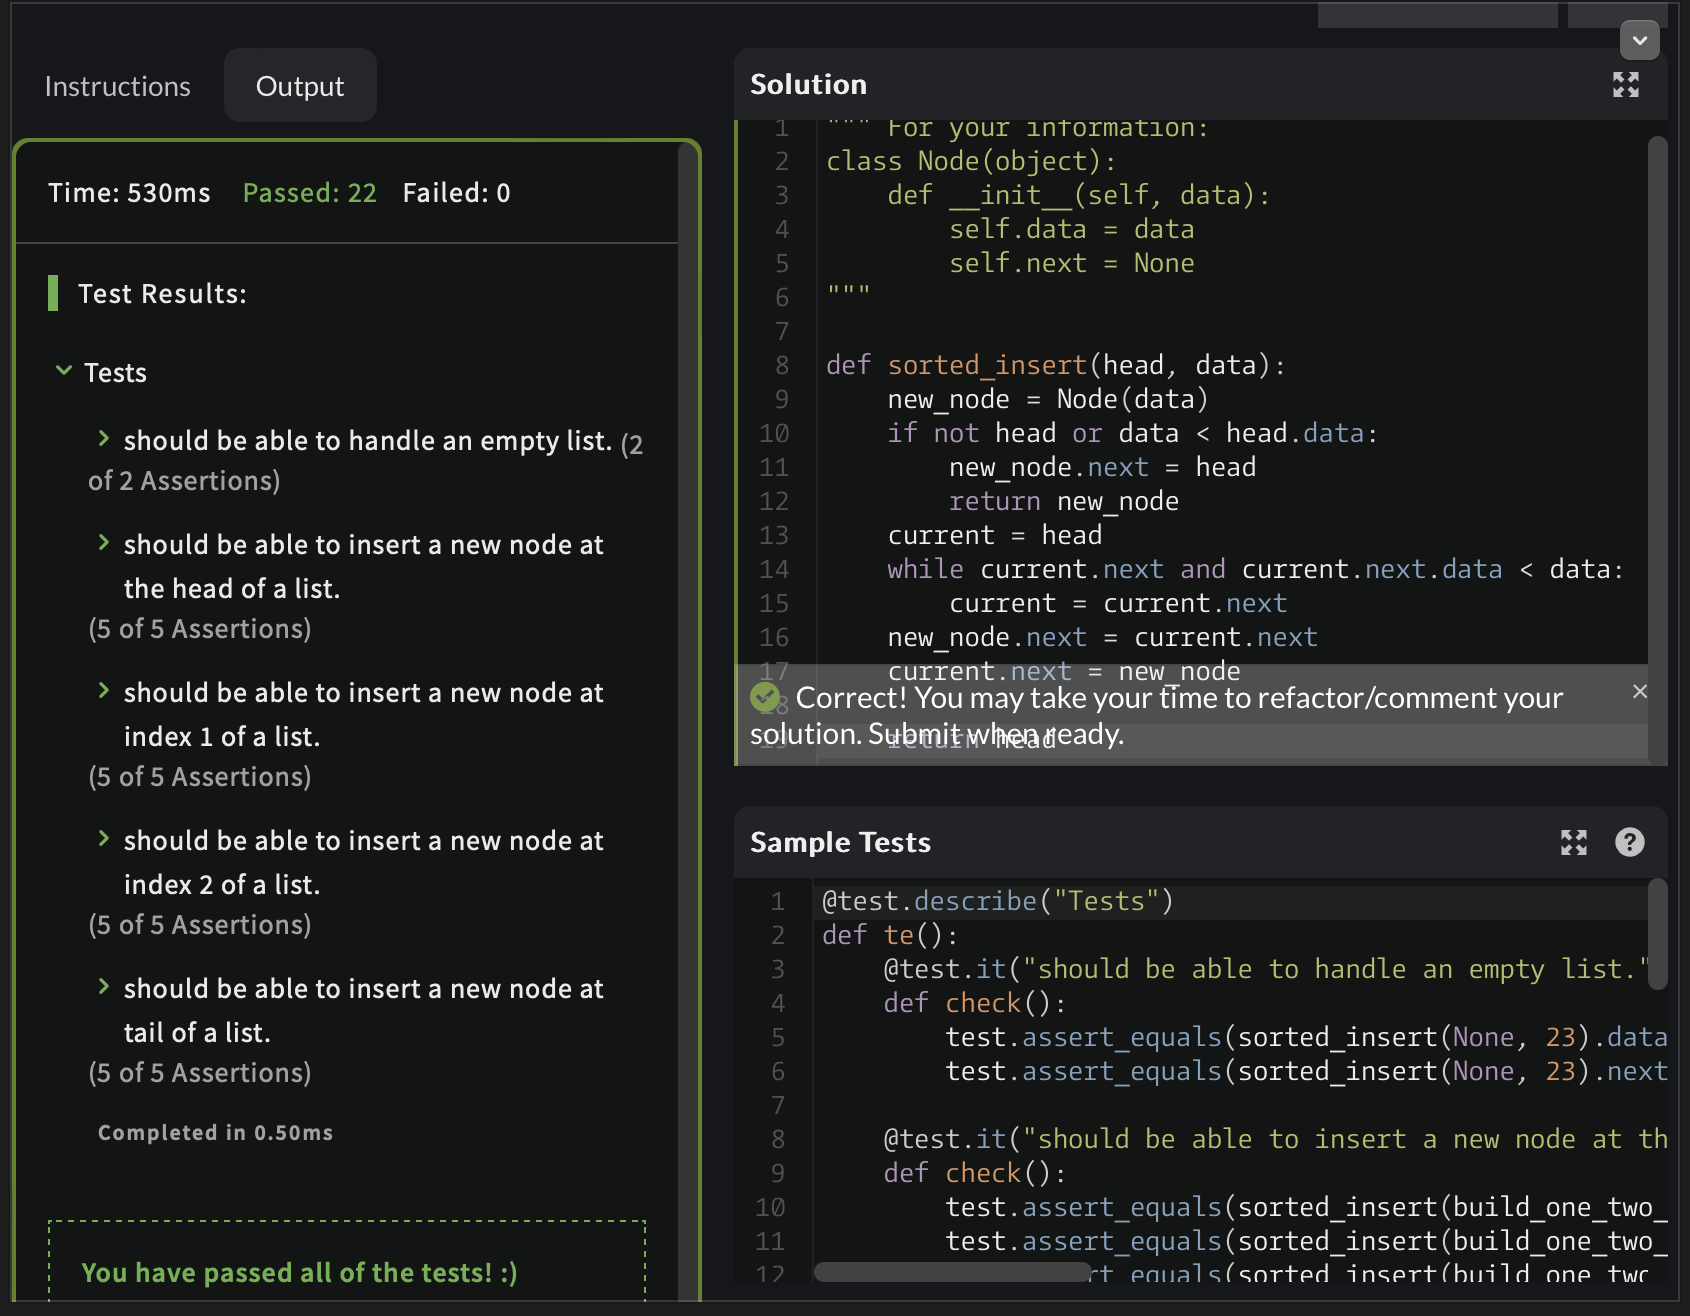 Instructions
Output
Time: 530ms Passed: 22 Failed: 0
Test Results:
Tests
should be able to handle an empty list. (2
of 2 Assertions)
should be able to insert a new node at
the head of a list.
(5 of 5 Assertions)
should be able to insert a new node at
index 1 of a list.
(5 of 5 Assertions)
should be able to insert a new node at
index 2 of a list.
(5 of 5 Assertions)
should be able to insert a new node at
tail of a list.
(5 of 5 Assertions)
Completed in 0.50ms
You have passed all of the tests! :)
Solution
1 """ For your information:
2 class Node(object):
3     def __init__(self, data):
4         self.data = data
5         self.next = None
6 """
7
8 def sorted_insert(head, data):
9     new_node = Node(data)
10     if not head or data < head.data:
11         new_node.next = head
12         return new_node
13     current = head
14     while current.next and current.next.data < data:
15         current = current.next
16     new_node.next = current.next
17     current.next = new_node
18
19     return head
Correct! You may take your time to refactor/comment your
solution. Submit when ready.
Sample Tests
1 @test.describe("Tests")
2 def te():
3     @test.it("should be able to handle an empty list."
4     def check():
5         test.assert_equals(sorted_insert(None, 23).data
6         test.assert_equals(sorted_insert(None, 23).next
7
8     @test.it("should be able to insert a new node at th
9     def check():
10         test.assert_equals(sorted_insert(build_one_two_
11         test.assert_equals(sorted_insert(build_one_two_
12 rt_equals(sorted_insert(build_one_two